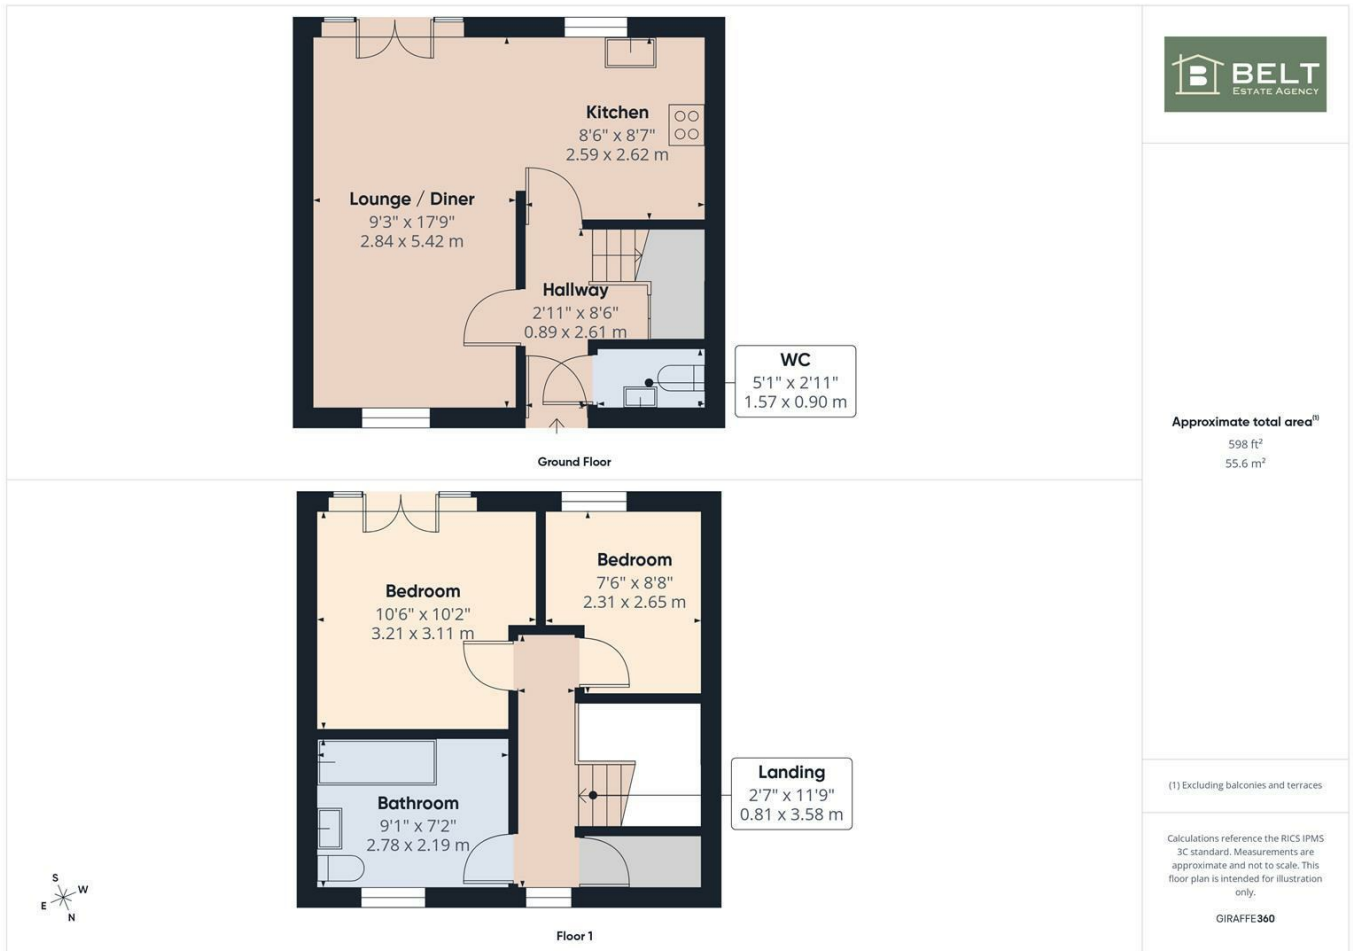 Kitchen
8'6" x 8'7"
2.59 x 2.62 m
Lounge / Diner
9'3" x 17'9"
2.84 x 5.42 m
Hallway
2'11" x 8'6"
0.89 x 2.61 m
WC
5'1" x 2'11"
1.57 x 0.90 m
Ground Floor
Bedroom
10'6" x 10'2"
3.21 x 3.11 m
Bedroom
7'6" x 8'8"
2.31 x 2.65 m
Landing
2'7" x 11'9"
0.81 x 3.58 m
Bathroom
9'1" x 7'2"
2.78 x 2.19 m
S
W
E
N
Floor 1
B BELT
ESTATE AGENCY
Approximate total area⁽¹⁾
598 ft²
55.6 m²
(1) Excluding balconies and terraces
Calculations reference the RICS IPMS
3C standard. Measurements are
approximate and not to scale. This
floor plan is intended for illustration
only.
GIRAFFE360